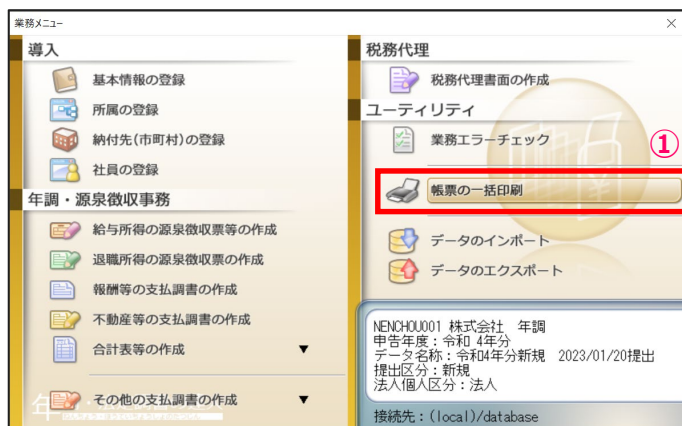 業務メニュー
導入
基本情報の登録
所属の登録
納付先(市町村)の登録
社員の登録
年調・源泉徴収事務
給与所得の源泉徴収票等の作成
退職所得の源泉徴収票の作成
報酬等の支払調書の作成
不動産等の支払調書の作成
合計表等の作成 ▼
その他の支払調書の作成 ▼
税務代理
税務代理書面の作成
ユーティリティ
業務エラーチェック
①
帳票の一括印刷
データのインポート
データのエクスポート
NENCHOU001 株式会社 年調
申告年度:令和 4年分
データ名称:令和4年分新規 2023/01/20提出
提出区分:新規
法人個人区分:法人
接続先:(local)/database